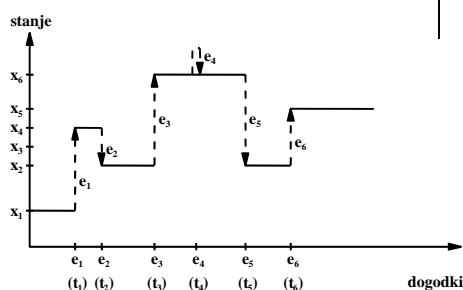 stanje
x₆
e₄
x₅
e₃
e₅
x₄
x₃
e₂
e₆
x₂
e₁
x₁
e₁ e₂ e₃ e₄ e₅ e₆
(t₁) (t₂) (t₃) (t₄) (t₅) (t₆)
dogodki